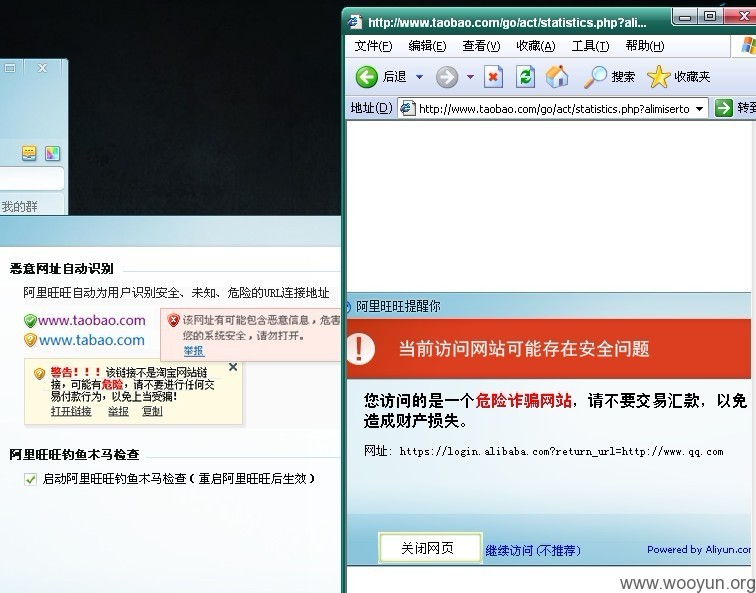 我的群
恶意网址自动识别
阿里旺旺自动为用户识别安全、未知、危险的URL连接地址
www.taobao.com
www.tabao.com
该网址有可能包含恶意信息，危害
您的系统安全，请勿打开。
举报
警告！！！该链接不是淘宝网站链
接，可能有危险，请不要进行任何交
易付款行为，以免上当受骗！
打开链接 举报 复制
阿里旺旺钓鱼木马检查
启动阿里旺旺钓鱼木马检查（重启阿里旺旺后生效）
http://www.taobao.com/go/act/statistics.php?ali...
文件(F) 编辑(E) 查看(V) 收藏(A) 工具(T) 帮助(H)
后退 搜索 收藏夹
地址(D) http://www.taobao.com/go/act/statistics.php?alimiserto 转到
阿里旺旺提醒你
当前访问网站可能存在安全问题
您访问的是一个危险诈骗网站，请不要交易汇款，以免
造成财产损失。
网址: https://login.alibaba.com?return_url=http://www.qq.com
关闭网页 继续访问(不推荐) Powered by Aliyun.com
www.wooyun.org